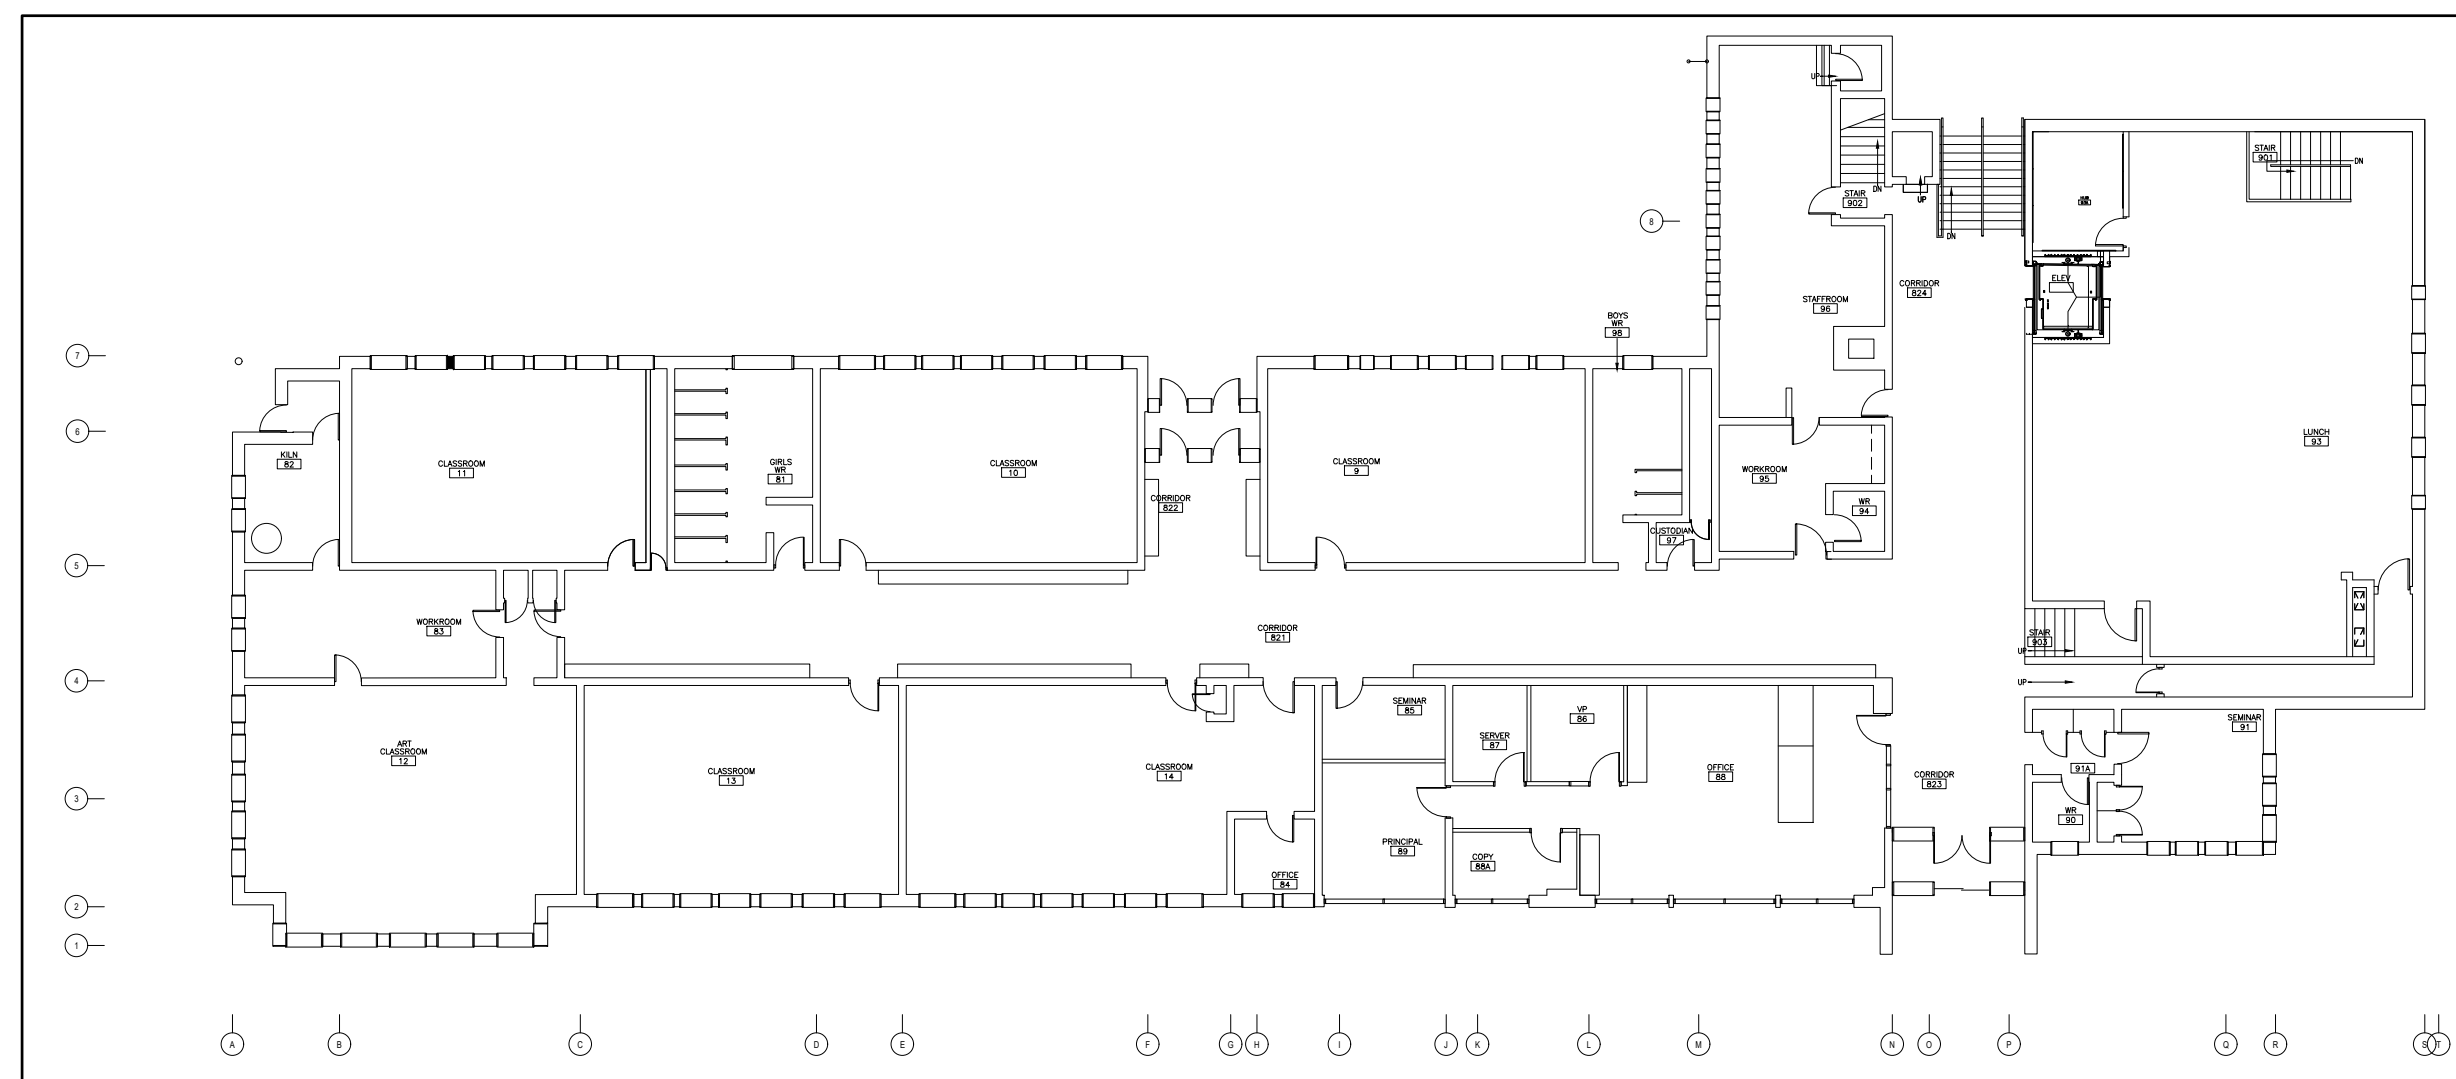 UP
STAIR
901
DN
STAIR
902
DN
UP
DN
8
ELEV
CORRIDOR
824
STAFFROOM
96
BOYS
WR
98
7
6
KILN
82
CLASSROOM
11
GIRLS
WR
81
CLASSROOM
10
CORRIDOR
822
CLASSROOM
9
WORKROOM
95
WR
94
CUSTODIAN
97
LUNCH
93
5
WORKROOM
83
CORRIDOR
821
STAIR
903
UP
4
UP
ART
CLASSROOM
12
CLASSROOM
13
CLASSROOM
14
SEMINAR
85
SERVER
87
VP
86
OFFICE
88
SEMINAR
91
91A
CORRIDOR
823
WR
90
3
PRINCIPAL
89
COPY
88A
OFFICE
84
2
1
A
B
C
D
E
F
G
H
I
J
K
L
M
N
O
P
Q
R
S
T